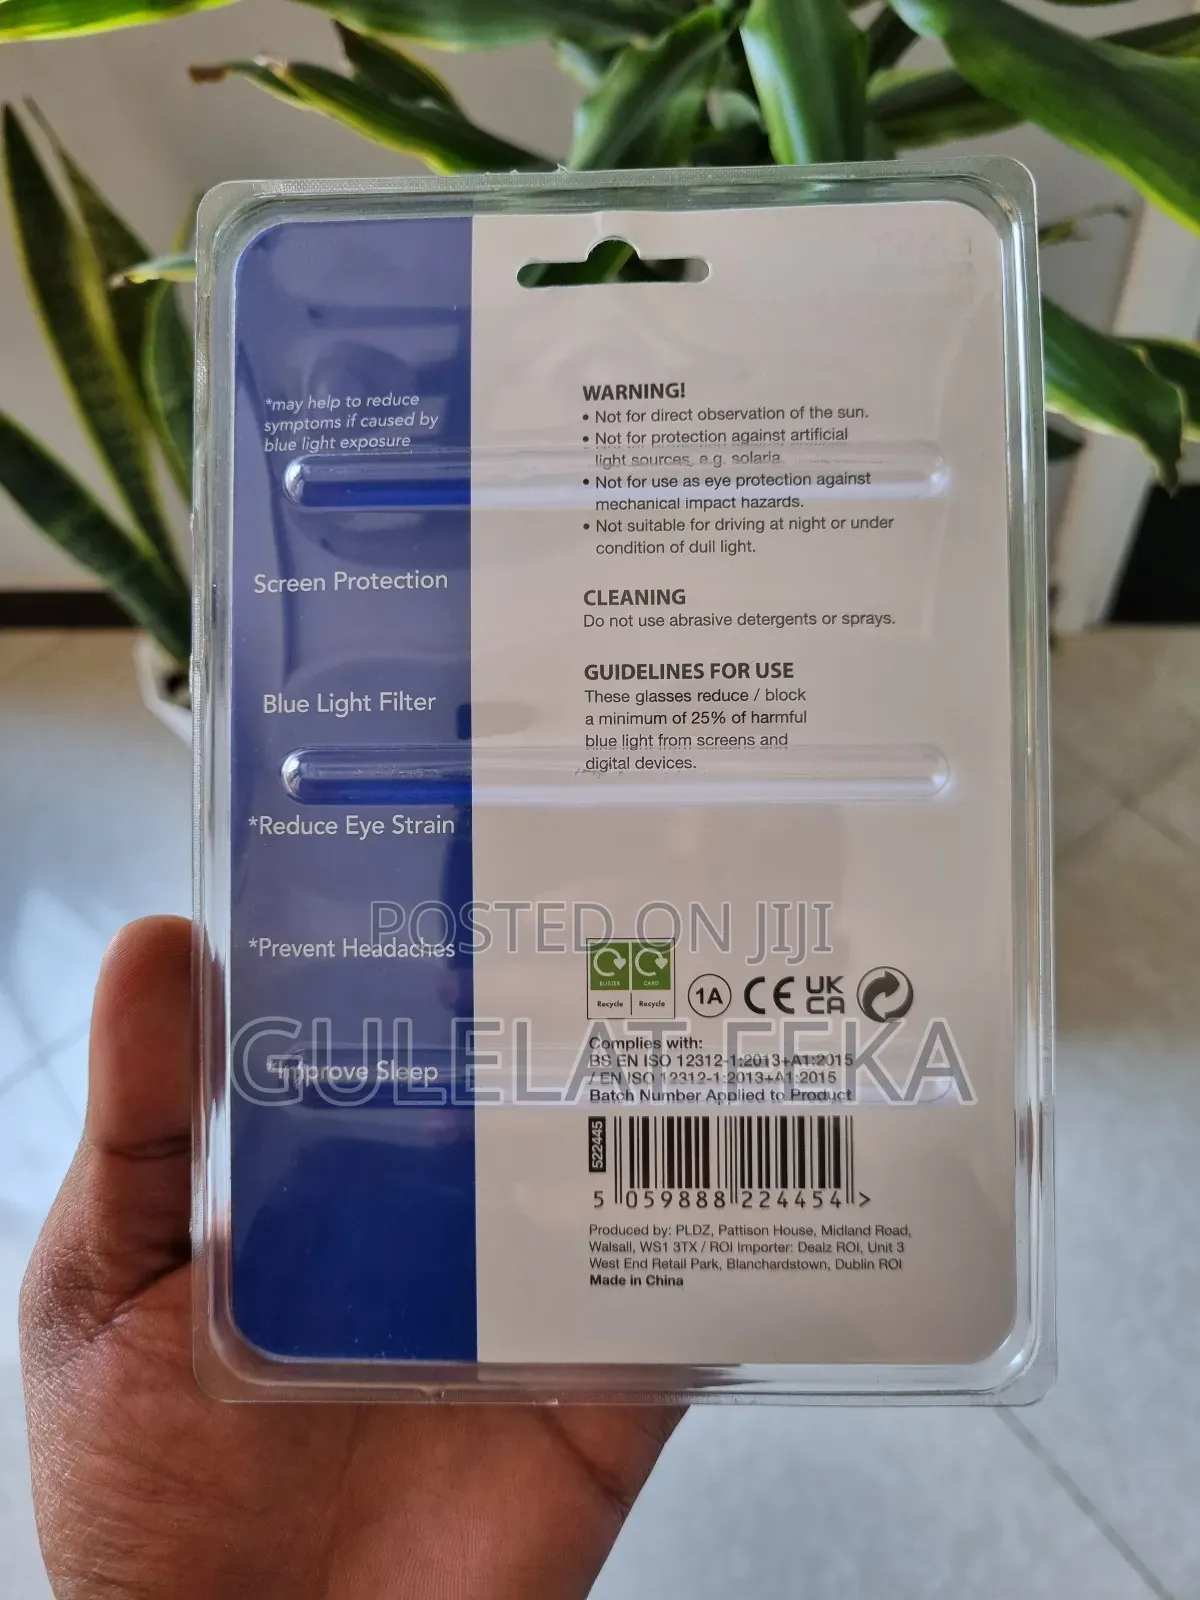 *may help to reduce
symptoms if caused by
blue light exposure
Screen Protection
Blue Light Filter
*Reduce Eye Strain
*Prevent Headaches
*Improve Sleep
WARNING!
• Not for direct observation of the sun.
• Not for protection against artificial
light sources, e.g. solaria.
• Not for use as eye protection against
mechanical impact hazards.
• Not suitable for driving at night or under
condition of dull light.
CLEANING
Do not use abrasive detergents or sprays.
GUIDELINES FOR USE
These glasses reduce / block
a minimum of 25% of harmful
blue light from screens and
digital devices.
POSTED ON JIJI
BLISTER CARD
Recycle Recycle
1A CE UK CA
GULELAT FEKA
Complies with:
BS EN ISO 12312-1:2013+A1:2015
/ EN ISO 12312-1:2013+A1:2015
Batch Number Applied to Product
522445
5 059888 224454 >
Produced by: PLDZ, Pattison House, Midland Road,
Walsall, WS1 3TX / ROI Importer: Dealz ROI, Unit 3
West End Retail Park, Blanchardstown, Dublin ROI
Made in China